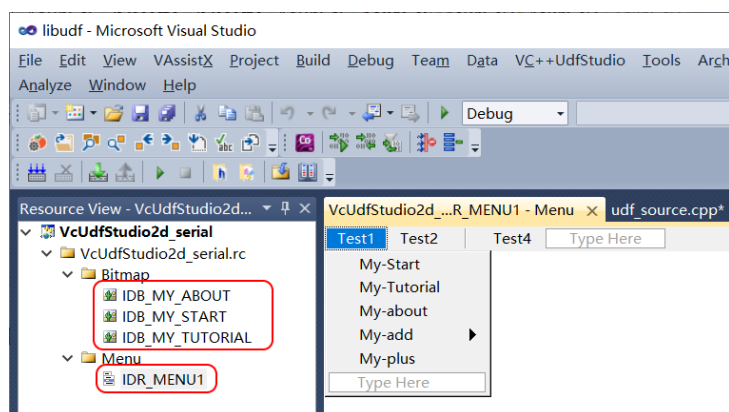 libudf - Microsoft Visual Studio
File Edit View VAssistX Project Build Debug Team Data VC++UdfStudio Tools Arch
Analyze Window Help
Debug
Resource View - VcUdfStudio2d...
VcUdfStudio2d_...R_MENU1 - Menu
udf_source.cpp*
VcUdfStudio2d_serial
VcUdfStudio2d_serial.rc
Bitmap
IDB_MY_ABOUT
IDB_MY_START
IDB_MY_TUTORIAL
Menu
IDR_MENU1
Test1 Test2 Test4 Type Here
My-Start
My-Tutorial
My-about
My-add
My-plus
Type Here